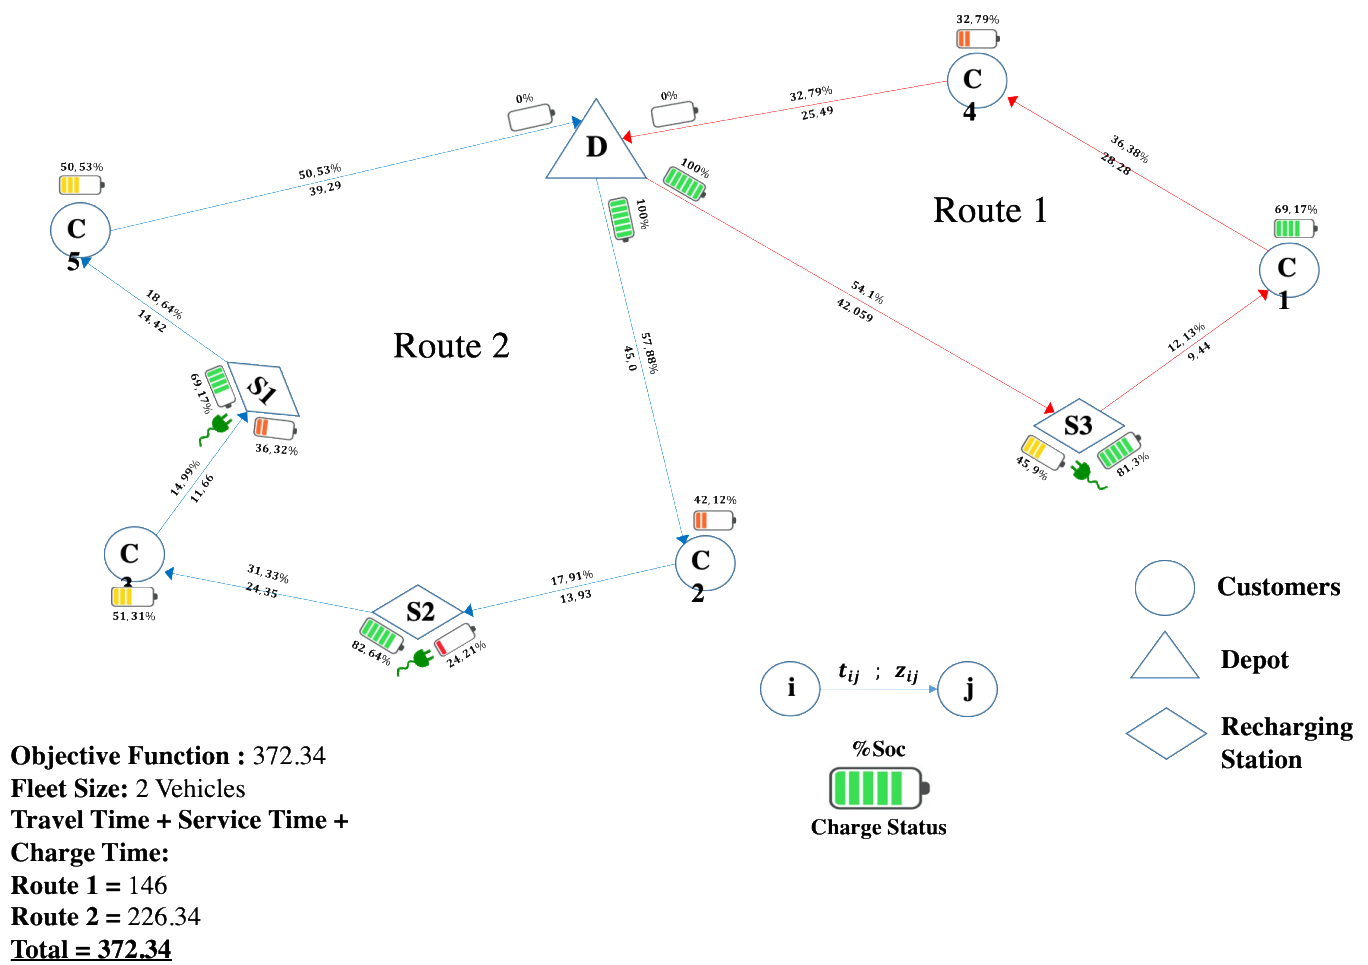 32,79%
C
4
0%
0%
32,79%
25.49
D
100%
100%
36,38%
28,28
Route 1
69,17%
C
1
50,53%
C
5
50,53%
39,29
54,1%
42,059
18,64%
14,42
Route 2
57,88%
45,0
12,13%
9,44
69,17%
S1
36,32%
S3
45,9%
81,3%
14,99%
11,66
42,12%
C
2
C
3
51,31%
31,33%
24,35
17,91%
13,93
S2
82,64%
24,21%
Customers
Depot
Recharging
Station
i
t_ij ; z_ij
j
%Soc
Charge Status
Objective Function : 372.34
Fleet Size: 2 Vehicles
Travel Time + Service Time +
Charge Time:
Route 1 = 146
Route 2 = 226.34
Total = 372.34